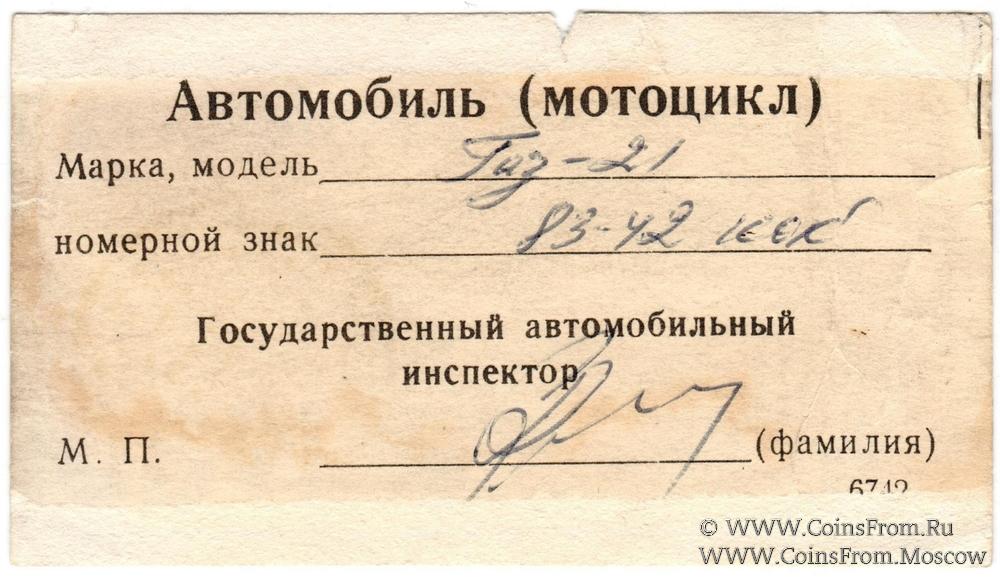 Автомобиль (мотоцикл)
Марка, модель Газ-21
номерной знак 83-42
Государственный автомобильный
инспектор
М. П. (фамилия)
6742
© WWW.CoinsFrom.Ru
WWW.CoinsFrom.Moscow